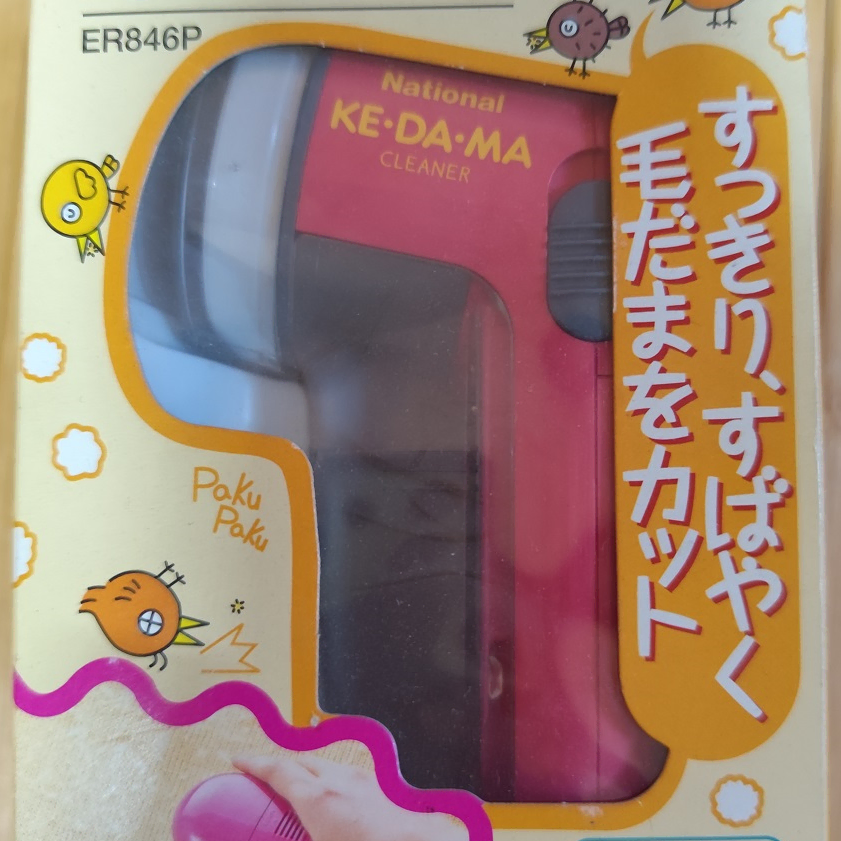 ER846P
National
KE·DA·MA
CLEANER
すっきり、すばやく
毛だまをカット
Paku
Paku